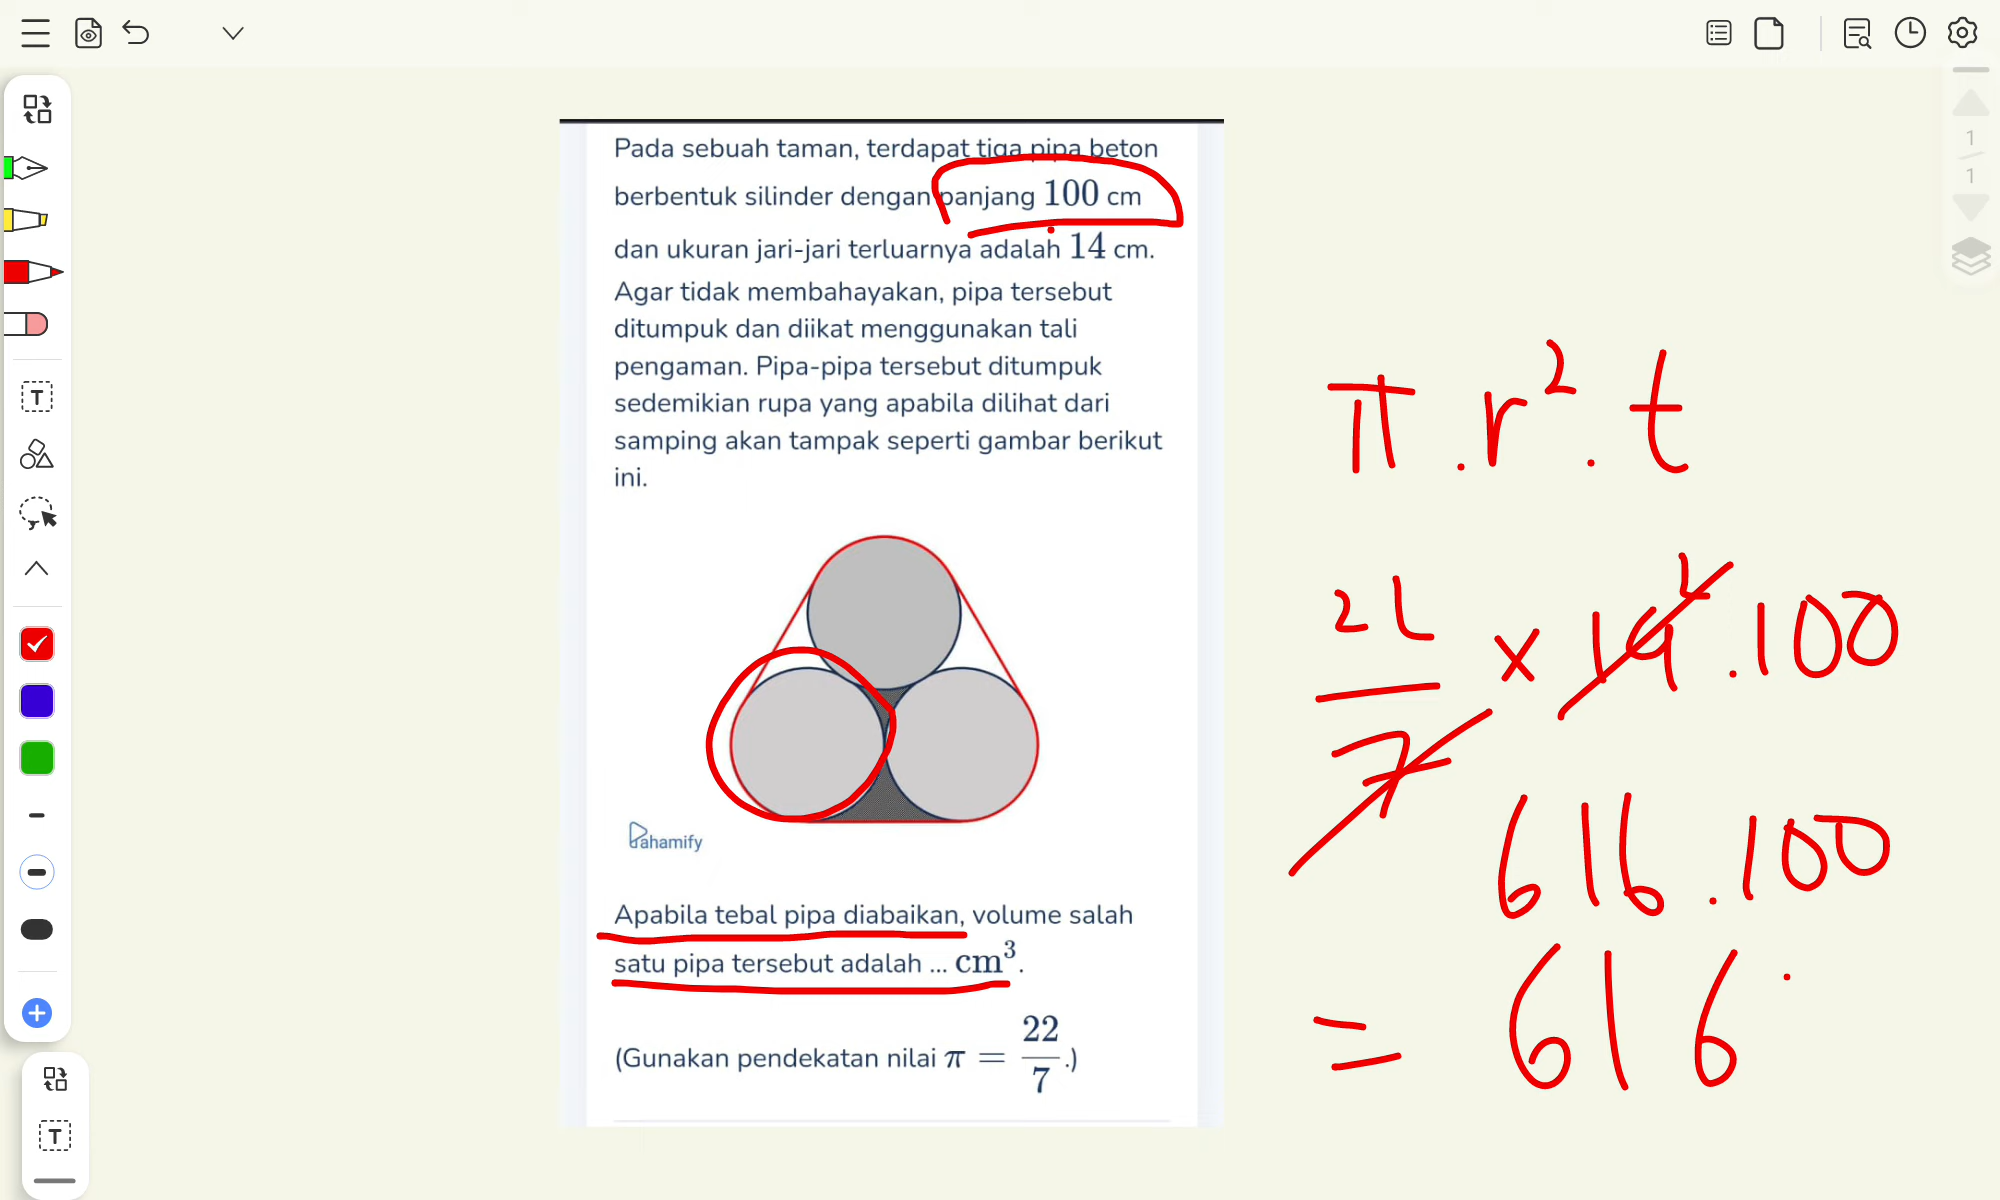 Pada sebuah taman, terdapat tiga pipa beton
berbentuk silinder dengan panjang 100 cm
dan ukuran jari-jari terluarnya adalah 14 cm.
Agar tidak membahayakan, pipa tersebut
ditumpuk dan diikat menggunakan tali
pengaman. Pipa-pipa tersebut ditumpuk
sedemikian rupa yang apabila dilihat dari
samping akan tampak seperti gambar berikut
ini.
Pahamify
Apabila tebal pipa diabaikan, volume salah
satu pipa tersebut adalah ... cm³.
(Gunakan pendekatan nilai π = 22/7.)
π . r² . t
22/7 × 14² . 100
616 . 100
= 616
1
1
T
T